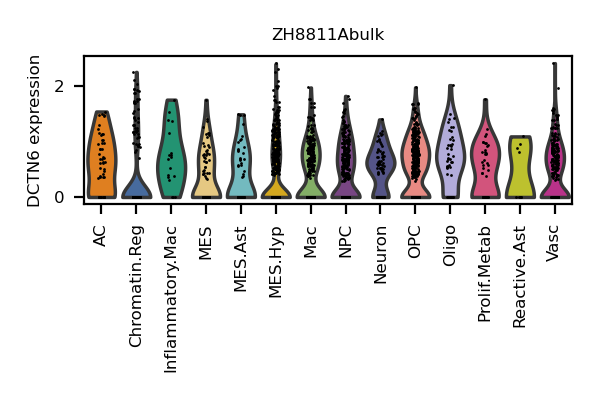 ZH8811Abulk
DCTN6 expression
2
0
AC
Chromatin.Reg
Inflammatory.Mac
MES
MES.Ast
MES.Hyp
Mac
NPC
Neuron
OPC
Oligo
Prolif.Metab
Reactive.Ast
Vasc